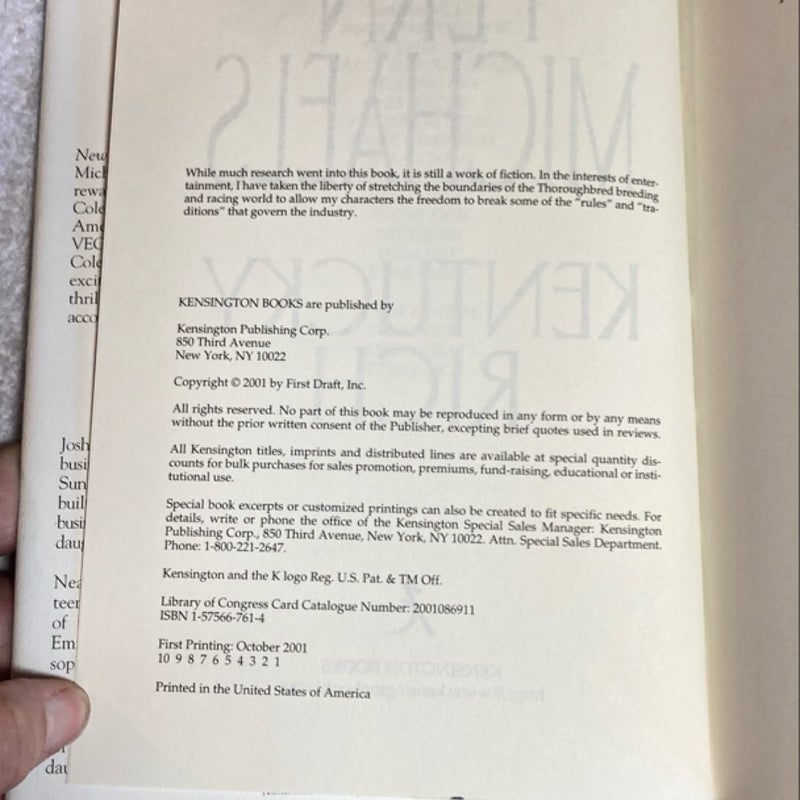 While much research went into this book, it is still a work of fiction. In the interests of enter-
tainment, I have taken the liberty of stretching the boundaries of the Thoroughbred breeding
and racing world to allow my characters the freedom to break some of the "rules" and "tra-
ditions" that govern the industry.
KENSINGTON BOOKS are published by
Kensington Publishing Corp.
850 Third Avenue
New York, NY 10022
Copyright © 2001 by First Draft, Inc.
All rights reserved. No part of this book may be reproduced in any form or by any means
without the prior written consent of the Publisher, excepting brief quotes used in reviews.
All Kensington titles, imprints and distributed lines are available at special quantity dis-
counts for bulk purchases for sales promotion, premiums, fund-raising, educational or insti-
tutional use.
Special book excerpts or customized printings can also be created to fit specific needs. For
details, write or phone the office of the Kensington Special Sales Manager: Kensington
Publishing Corp., 850 Third Avenue, New York, NY 10022. Attn. Special Sales Department.
Phone: 1-800-221-2647.
Kensington and the K logo Reg. U.S. Pat. & TM Off.
Library of Congress Card Catalogue Number: 2001086911
ISBN 1-57566-761-4
First Printing: October 2001
10 9 8 7 6 5 4 3 2 1
Printed in the United States of America
MICHAELS
KENTUCKY
RICH
KENSINGTON BOOKS